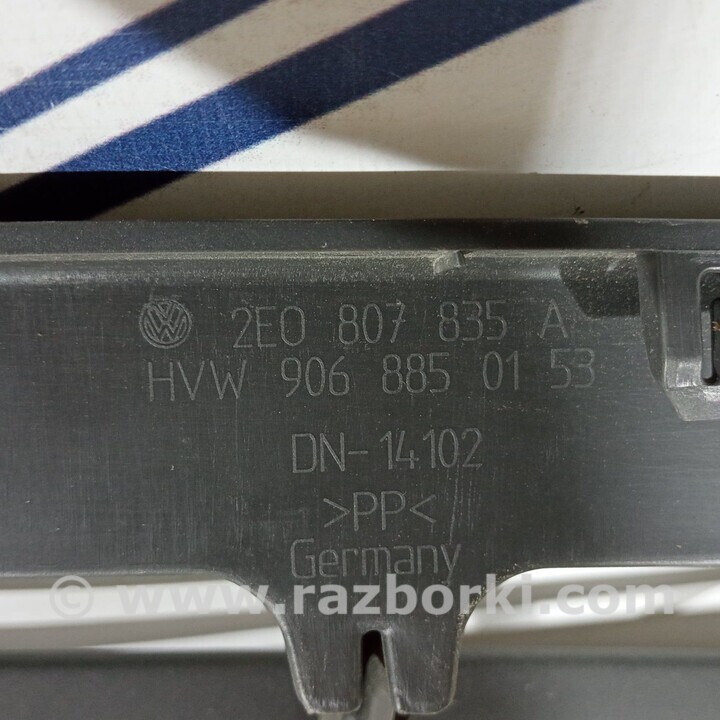 VW 2E0 807 835 A
HVW 906 885 01 53
DN-14102
>PP<
Germany
© www.razborki.com